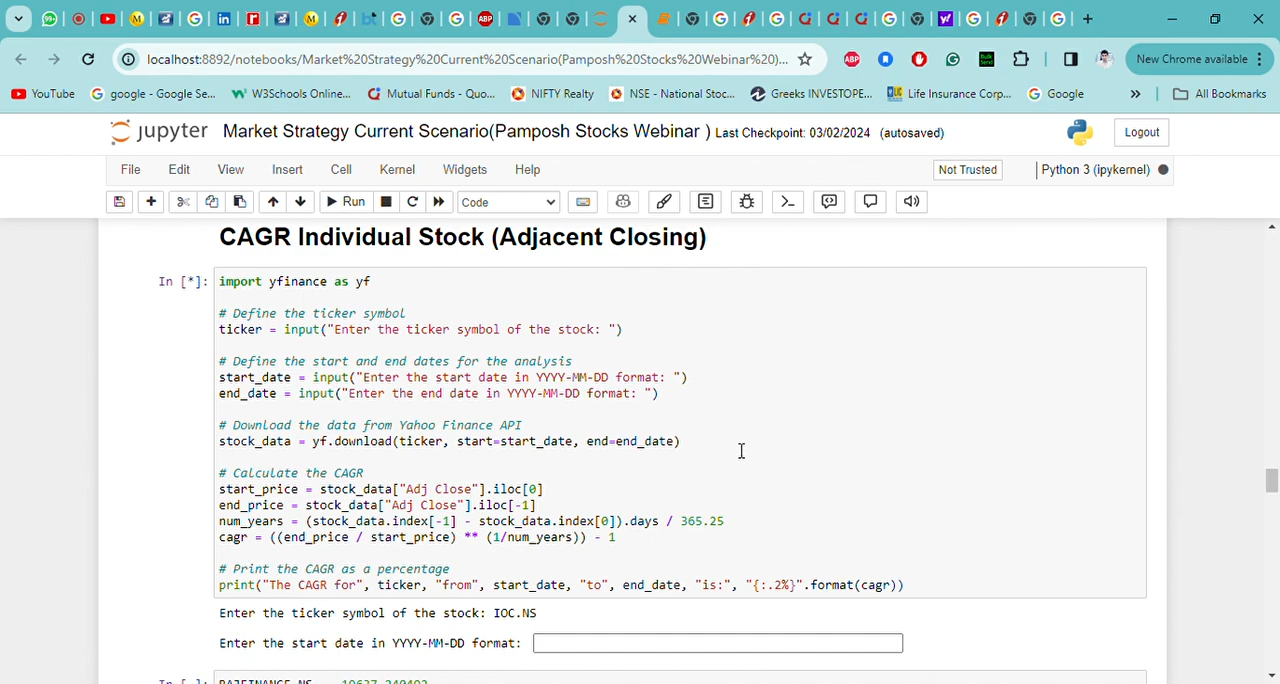 99+
ABP
localhost:8892/notebooks/Market%20Strategy%20Current%20Scenario(Pamposh%20Stocks%20Webinar%20)...
ABP
New Chrome available
YouTube
google - Google Se...
W3Schools Online...
Mutual Funds - Quo...
NIFTY Realty
NSE - National Stoc...
Greeks INVESTOPE...
Life Insurance Corp...
Google
All Bookmarks
jupyter Market Strategy Current Scenario(Pamposh Stocks Webinar ) Last Checkpoint: 03/02/2024 (autosaved)
Logout
File Edit View Insert Cell Kernel Widgets Help
Not Trusted
Python 3 (ipykernel)
Run
Code
CAGR Individual Stock (Adjacent Closing)
In [*]: import yfinance as yf
# Define the ticker symbol
ticker = input("Enter the ticker symbol of the stock: ")
# Define the start and end dates for the analysis
start_date = input("Enter the start date in YYYY-MM-DD format: ")
end_date = input("Enter the end date in YYYY-MM-DD format: ")
# Download the data from Yahoo Finance API
stock_data = yf.download(ticker, start=start_date, end=end_date)
# Calculate the CAGR
start_price = stock_data["Adj Close"].iloc[0]
end_price = stock_data["Adj Close"].iloc[-1]
num_years = (stock_data.index[-1] - stock_data.index[0]).days / 365.25
cagr = ((end_price / start_price) ** (1/num_years)) - 1
# Print the CAGR as a percentage
print("The CAGR for", ticker, "from", start_date, "to", end_date, "is:", "{:.2%}".format(cagr))
Enter the ticker symbol of the stock: IOC.NS
Enter the start date in YYYY-MM-DD format: